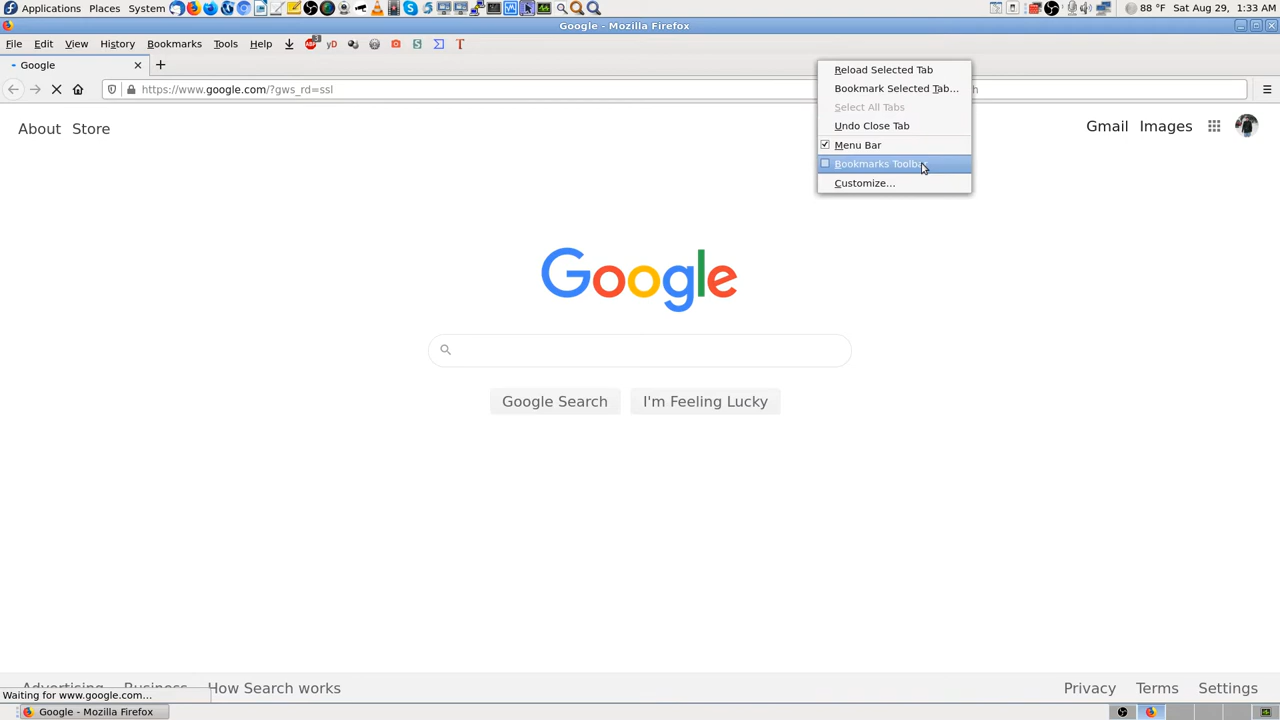 Applications Places System 88 °F Sat Aug 29, 1:33 AM
Google - Mozilla Firefox
File Edit View History Bookmarks Tools Help
Google
https://www.google.com/?gws_rd=ssl
Reload Selected Tab
Bookmark Selected Tab...
Select All Tabs
Undo Close Tab
Menu Bar
Bookmarks Toolbar
Customize...
About Store Gmail Images
Google
Google Search I'm Feeling Lucky
How Search works Privacy Terms Settings
Waiting for www.google.com...
Google - Mozilla Firefox